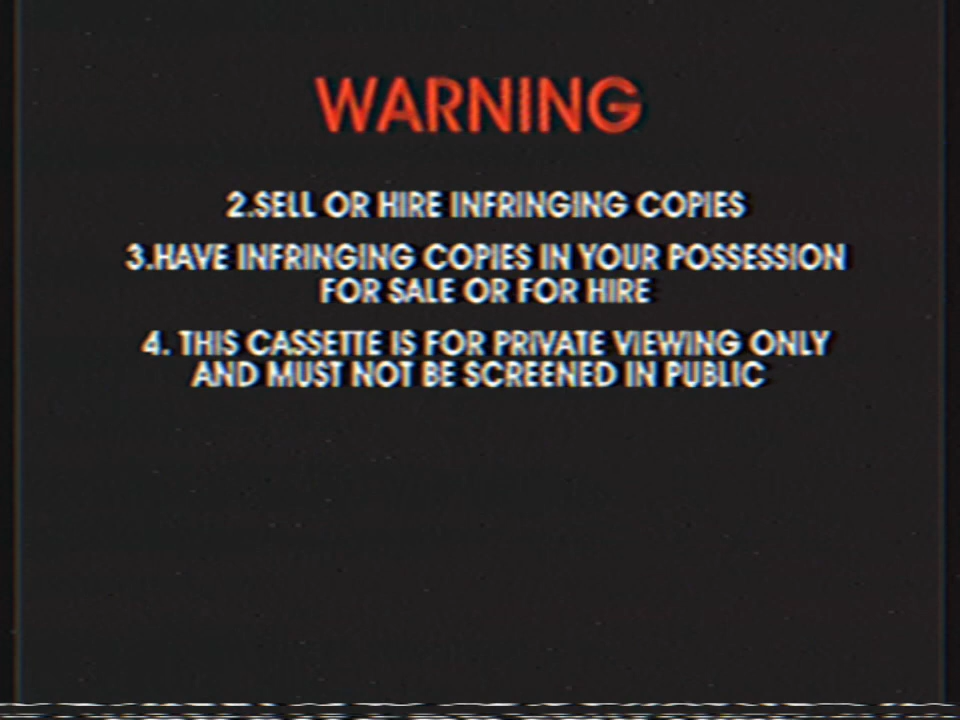 WARNING
2.SELL OR HIRE INFRINGING COPIES
3.HAVE INFRINGING COPIES IN YOUR POSSESSION
FOR SALE OR FOR HIRE
4. THIS CASSETTE IS FOR PRIVATE VIEWING ONLY
AND MUST NOT BE SCREENED IN PUBLIC